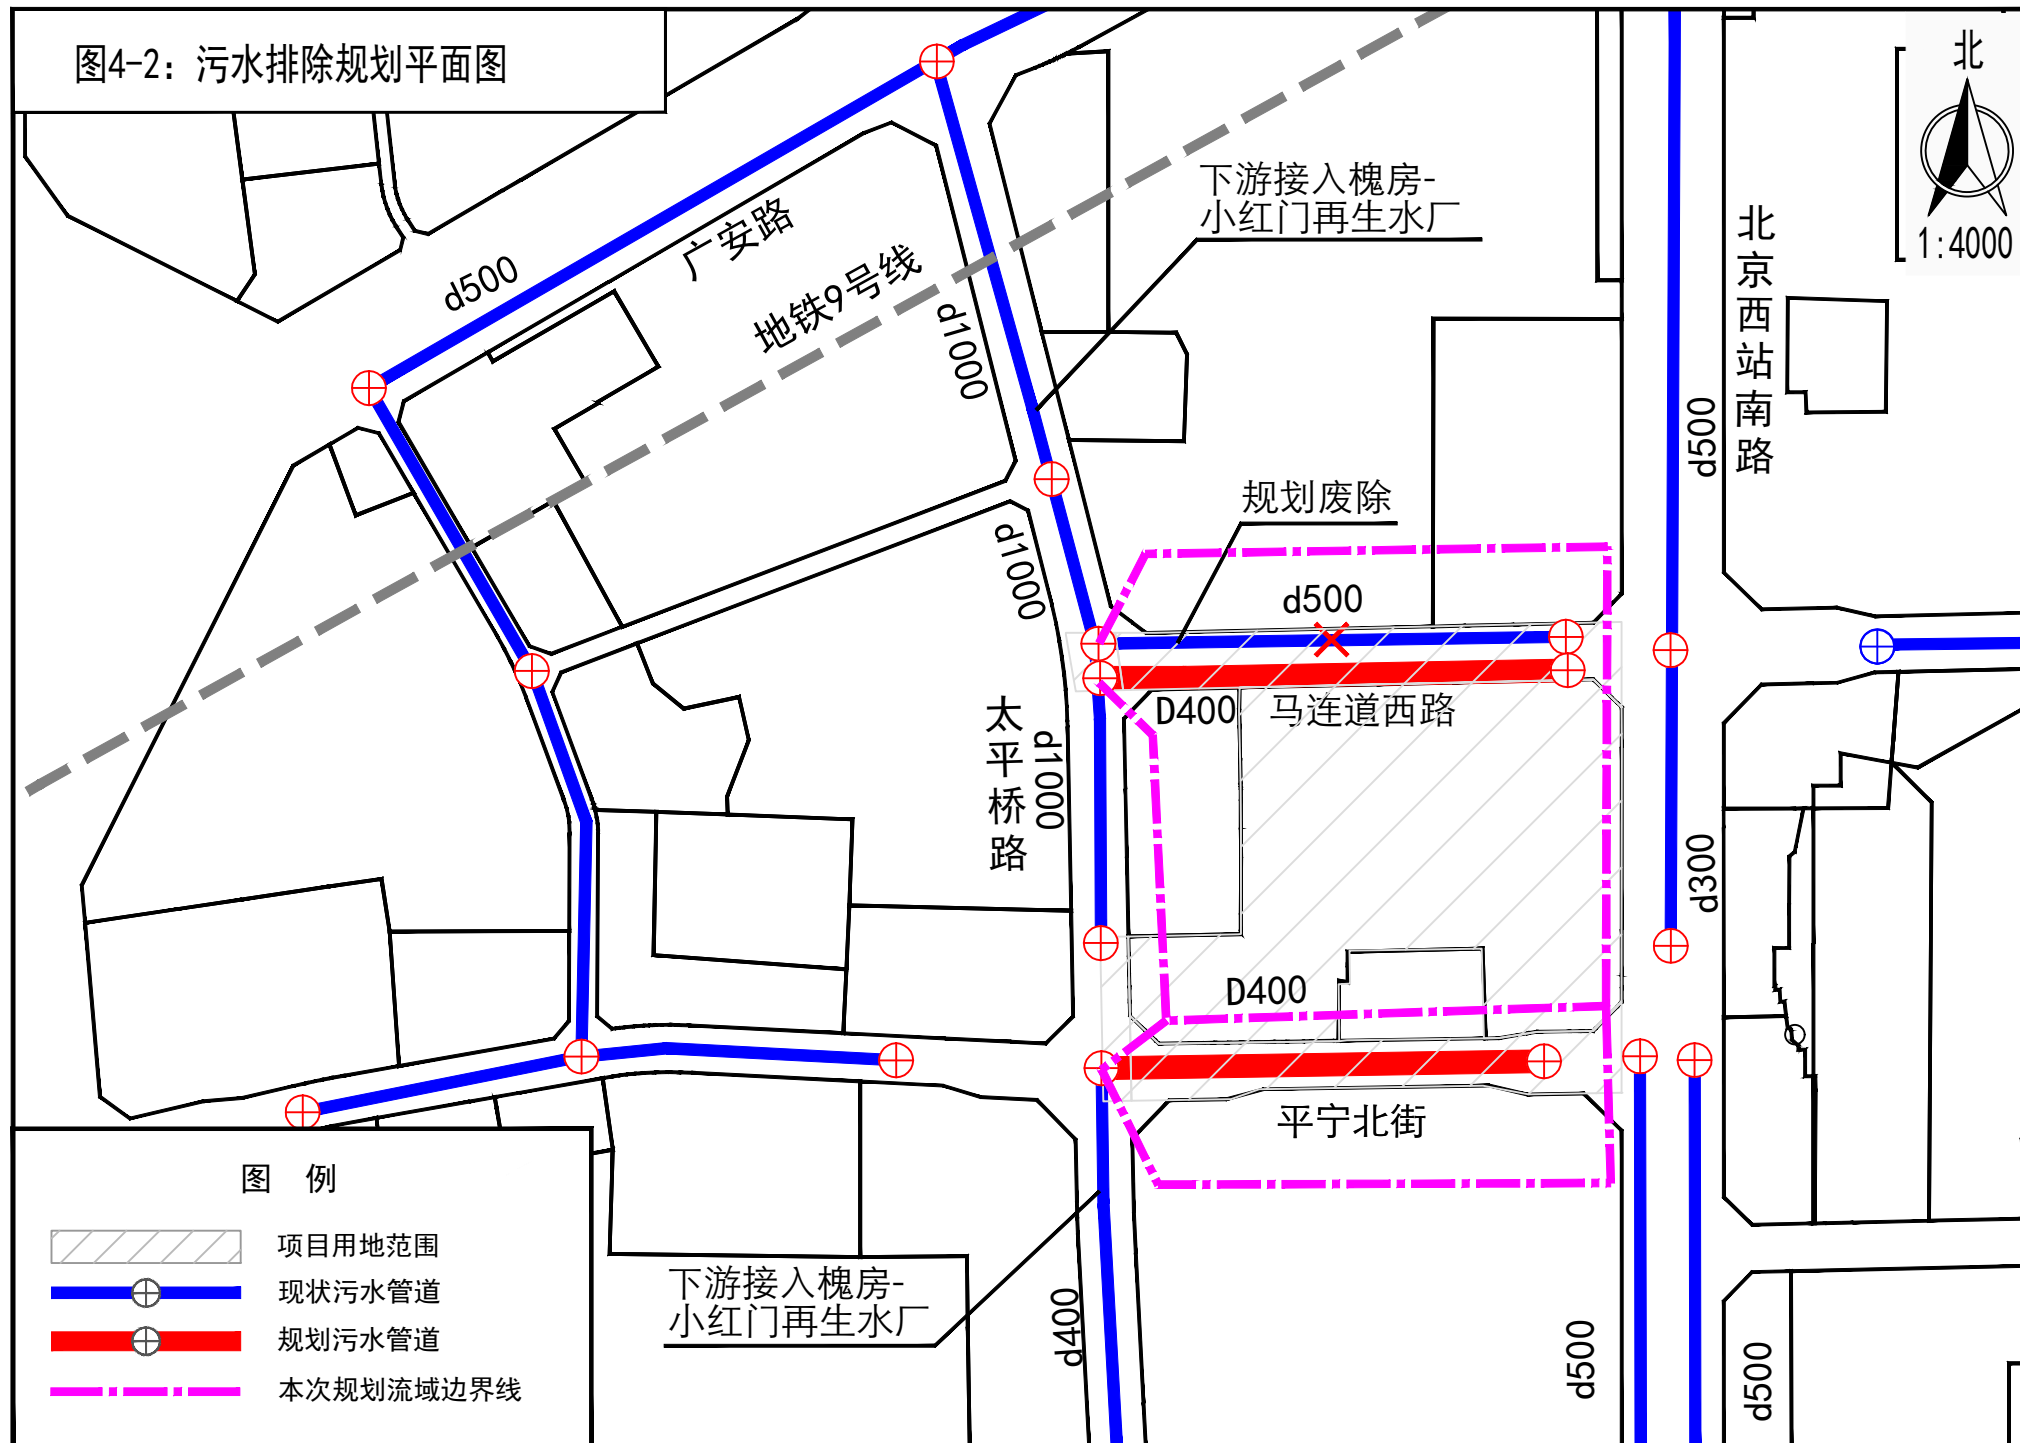 图4-2：污水排除规划平面图
北
1:4000
下游接入槐房-
小红门再生水厂
广安路
d500
地铁9号线
d1000
北京西站南路
d500
规划废除
d1000
d500
D400
马连道西路
太平桥路
d1000
d300
D400
平宁北街
图 例
项目用地范围
现状污水管道
规划污水管道
本次规划流域边界线
下游接入槐房-
小红门再生水厂
d400
d500
d500